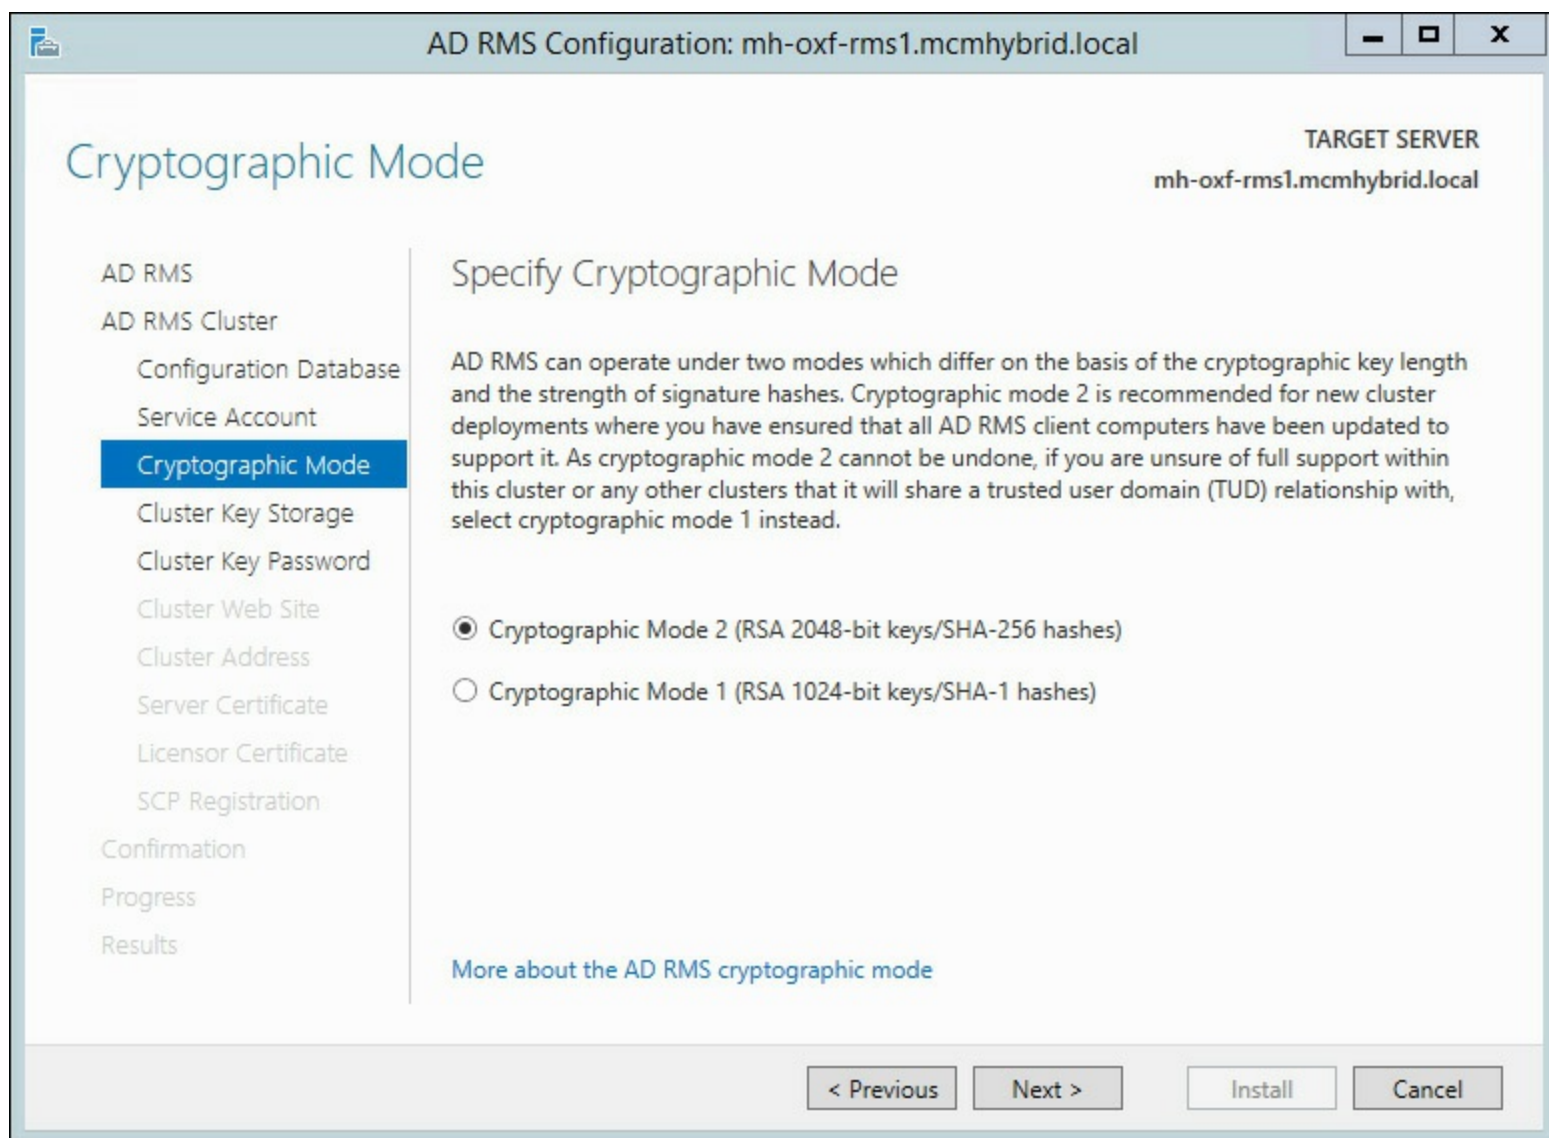 AD RMS Configuration: mh-oxf-rms1.mcmhybrid.local
Cryptographic Mode
TARGET SERVER
mh-oxf-rms1.mcmhybrid.local
AD RMS
AD RMS Cluster
Configuration Database
Service Account
Cryptographic Mode
Cluster Key Storage
Cluster Key Password
Cluster Web Site
Cluster Address
Server Certificate
Licensor Certificate
SCP Registration
Confirmation
Progress
Results
Specify Cryptographic Mode
AD RMS can operate under two modes which differ on the basis of the cryptographic key length
and the strength of signature hashes. Cryptographic mode 2 is recommended for new cluster
deployments where you have ensured that all AD RMS client computers have been updated to
support it. As cryptographic mode 2 cannot be undone, if you are unsure of full support within
this cluster or any other clusters that it will share a trusted user domain (TUD) relationship with,
select cryptographic mode 1 instead.
Cryptographic Mode 2 (RSA 2048-bit keys/SHA-256 hashes)
Cryptographic Mode 1 (RSA 1024-bit keys/SHA-1 hashes)
More about the AD RMS cryptographic mode
< Previous
Next >
Install
Cancel